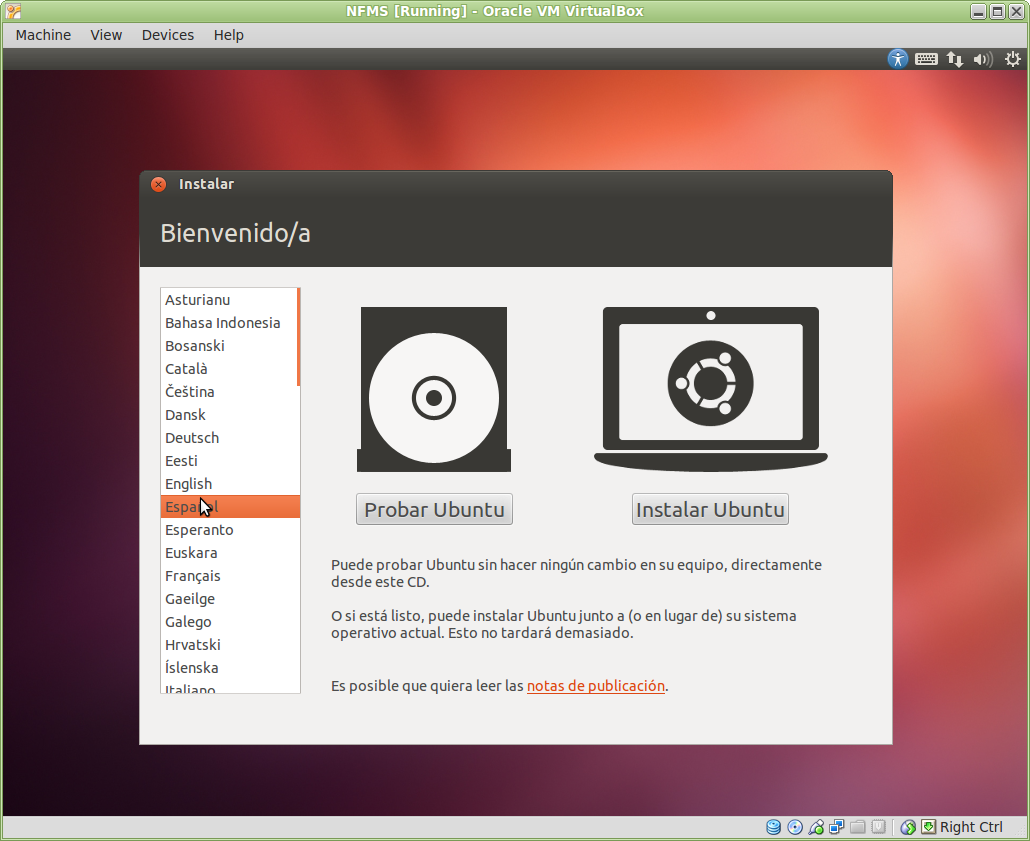 NFMS [Running] - Oracle VM VirtualBox
Machine View Devices Help
Instalar
Bienvenido/a
Asturianu
Bahasa Indonesia
Bosanski
Català
Čeština
Dansk
Deutsch
Eesti
English
Español
Esperanto
Euskara
Français
Gaeilge
Galego
Hrvatski
Íslenska
Italiano
Probar Ubuntu
Instalar Ubuntu
Puede probar Ubuntu sin hacer ningún cambio en su equipo, directamente
desde este CD.
O si está listo, puede instalar Ubuntu junto a (o en lugar de) su sistema
operativo actual. Esto no tardará demasiado.
Es posible que quiera leer las notas de publicación.
Right Ctrl